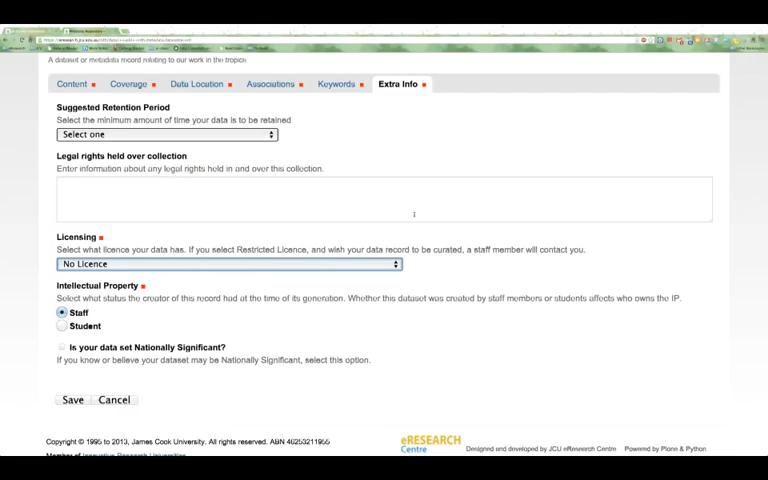 A dataset or metadata record relating to our work in the tropics
Content Coverage Data Location Associations Keywords Extra Info
Suggested Retention Period
Select the minimum amount of time your data is to be retained
Select one
Legal rights held over collection
Enter information about any legal rights held in and over this collection.
Licensing
Select what licence your data has. If you select Restricted Licence, and wish your data record to be curated, a staff member will contact you.
No Licence
Intellectual Property
Select what status the creator of this record had at the time of its generation. Whether this dataset was created by staff members or students affects who owns the IP.
Staff
Student
Is your data set Nationally Significant?
If you know or believe your dataset may be Nationally Significant, select this option.
Save Cancel
Copyright © 1995 to 2013, James Cook University. All rights reserved. ABN 46253211955
eRESEARCH
Centre
Designed and developed by JCU eResearch Centre Powered by Plone & Python
Member of Innovative Research Universities